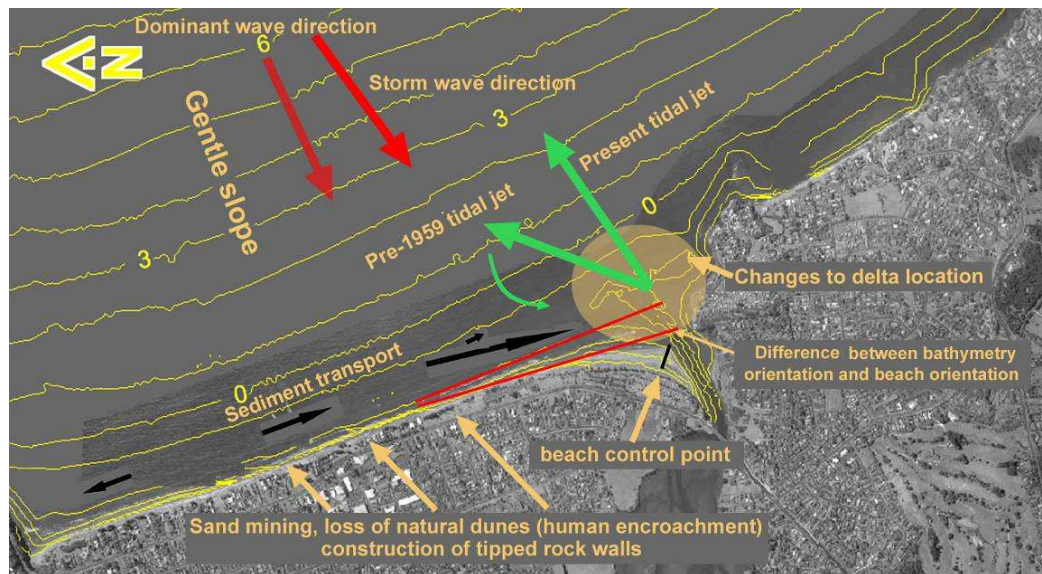 Dominant wave direction
6
N
Storm wave direction
Gentle slope
3
Present tidal jet
0
Pre-1959 tidal jet
3
Changes to delta location
Difference between bathymetry
orientation and beach orientation
Sediment transport
0
beach control point
Sand mining, loss of natural dunes (human encroachment)
construction of tipped rock walls